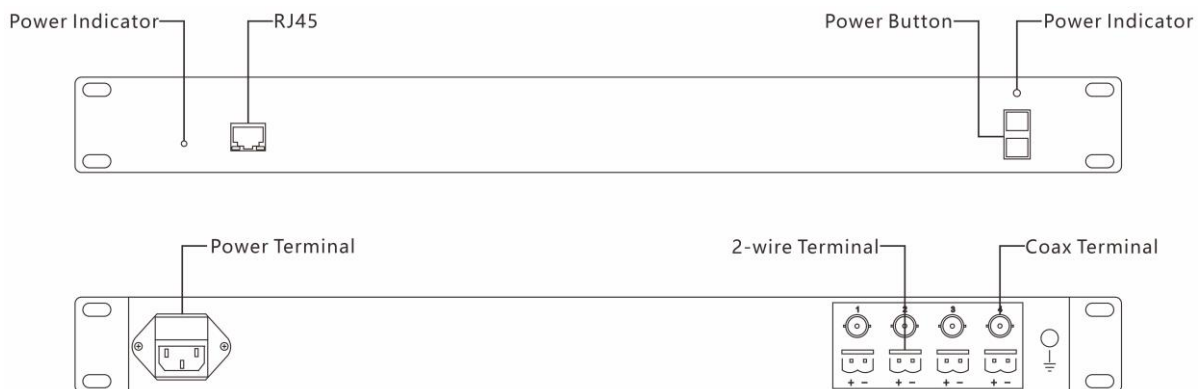 Power Indicator
RJ45
Power Button
Power Indicator
Power Terminal
2-wire Terminal
Coax Terminal
1 2 3 4
+ - + - + - + -